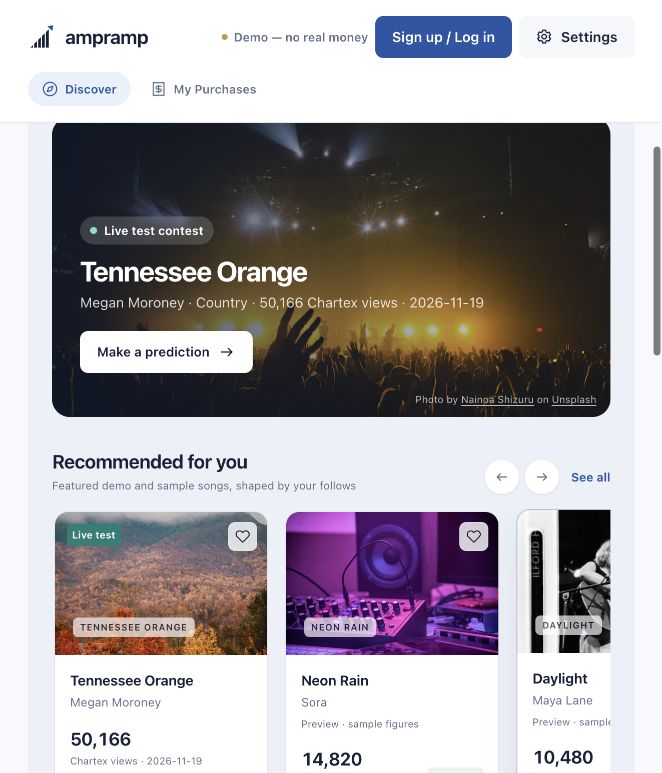 ampramp
Demo — no real money
Sign up / Log in
Settings
Discover
My Purchases
Live test contest
Tennessee Orange
Megan Moroney · Country · 50,166 Chartex views · 2026-11-19
Make a prediction →
Photo by Nainoa Shizuru on Unsplash
Recommended for you
Featured demo and sample songs, shaped by your follows
← → See all
Live test
TENNESSEE ORANGE
Tennessee Orange
Megan Moroney
50,166
Chartex views · 2026-11-19
NEON RAIN
Neon Rain
Sora
Preview · sample figures
14,820
ILFORD
DAYLIGHT
Daylight
Maya Lane
Preview · sample
10,480